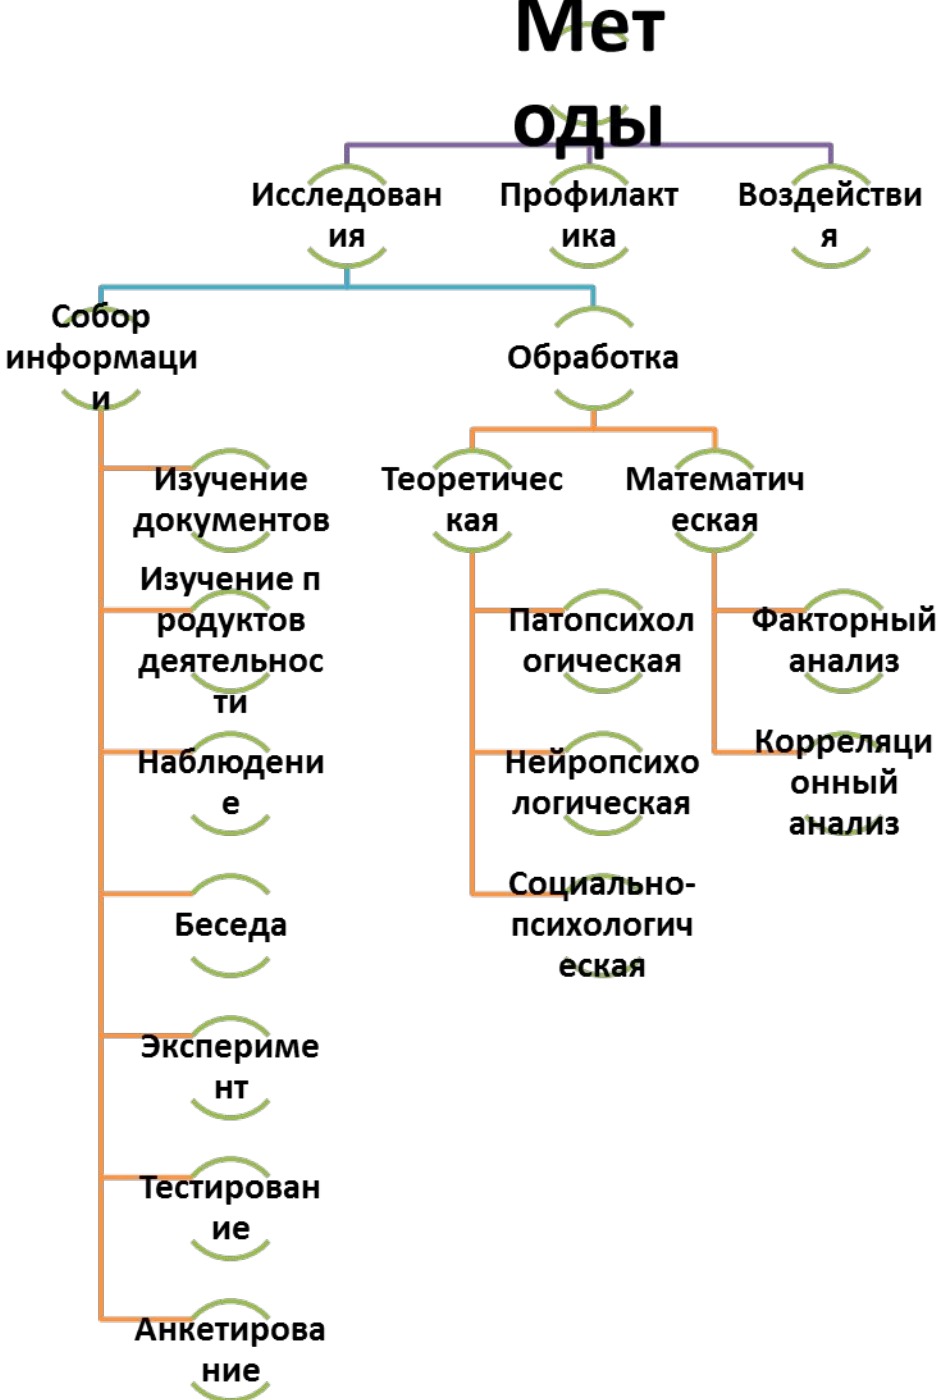 Мет
оды
Исследован
ия
Профилакт
ика
Воздействи
я
Собор
информаци
и
Обработка
Изучение
документов
Изучение п
родуктов
деятельнос
ти
Наблюдени
е
Беседа
Эксперime
нт
Тестирован
ие
Анкетирова
ние
Теоретичес
кая
Патопсихол
огическая
Нейропсихо
логическая
Социально-
психологич
еская
Математич
еская
Факторный
анализ
Корреляци
онный
анализ